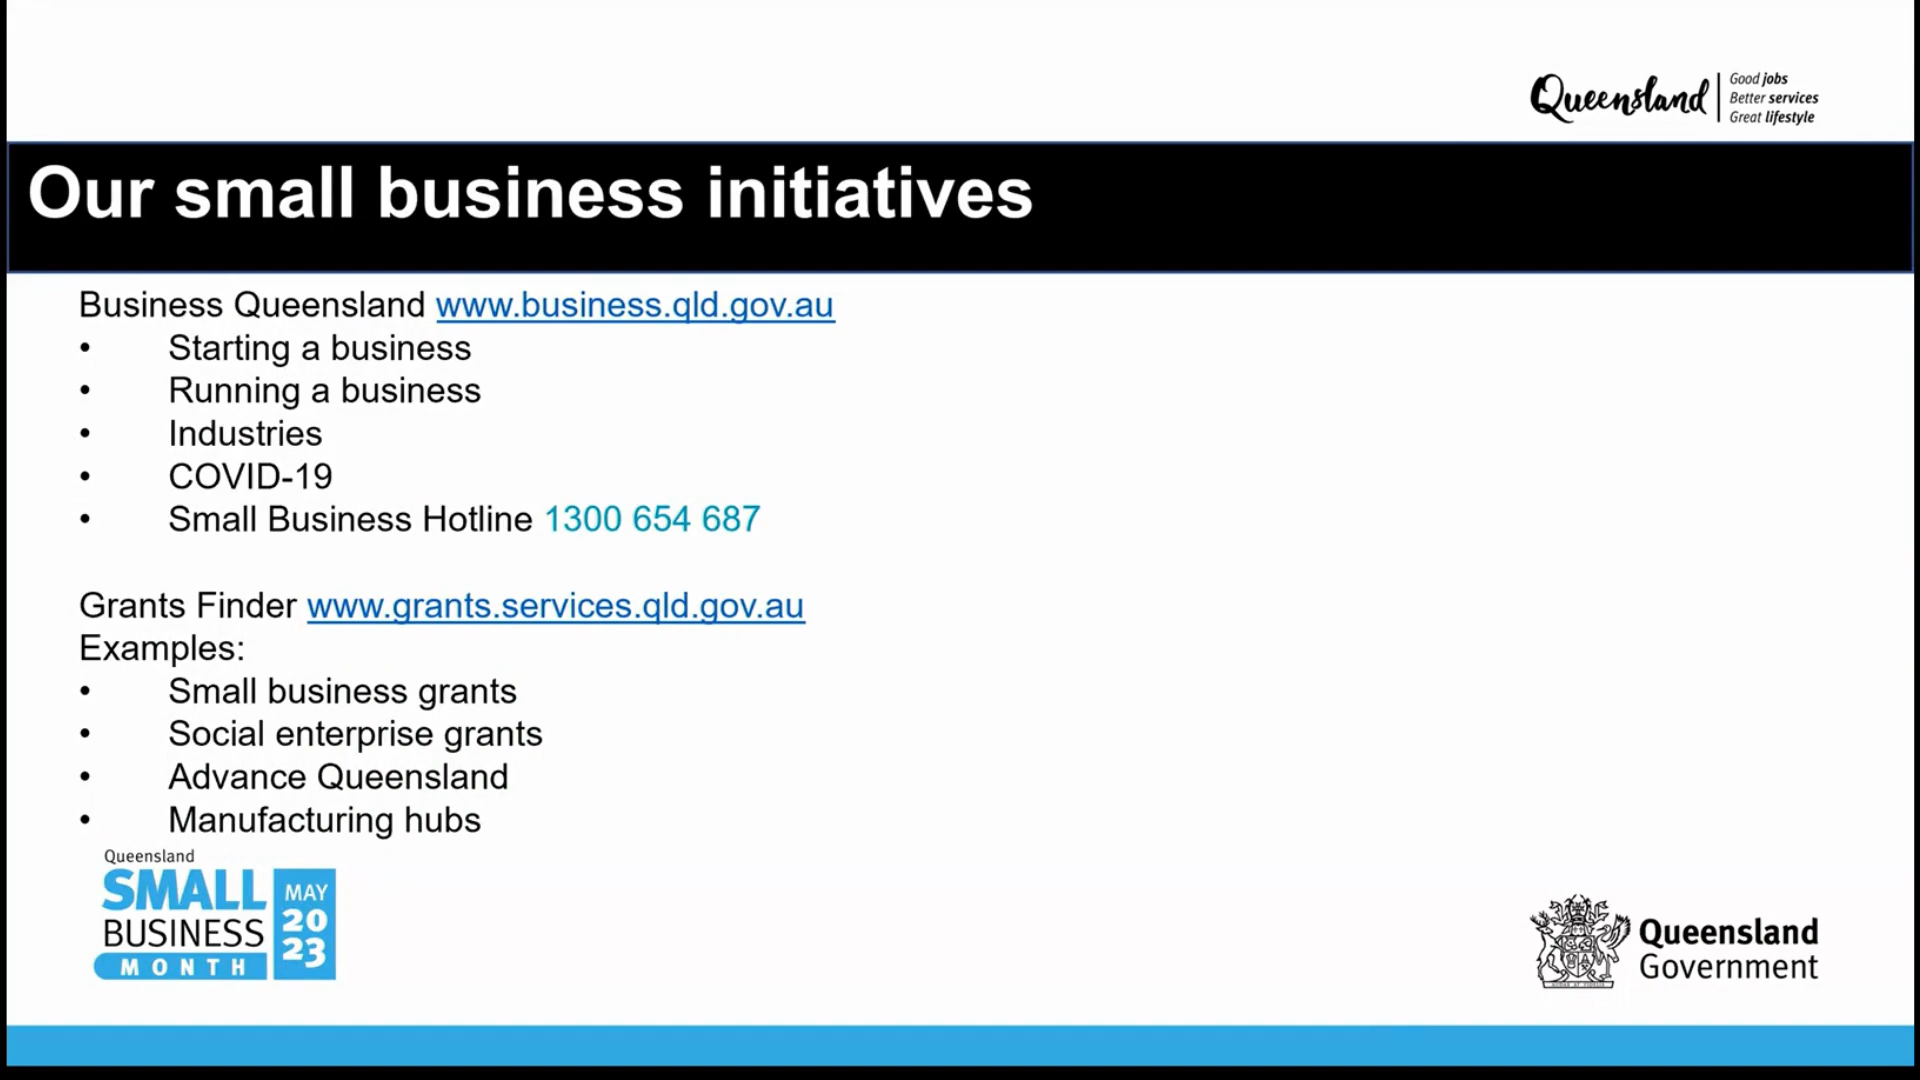 Queensland
Good jobs
Better services
Great lifestyle
Our small business initiatives
Business Queensland www.business.qld.gov.au
• Starting a business
• Running a business
• Industries
• COVID-19
• Small Business Hotline 1300 654 687
Grants Finder www.grants.services.qld.gov.au
Examples:
• Small business grants
• Social enterprise grants
• Advance Queensland
• Manufacturing hubs
Queensland
SMALL
BUSINESS
MONTH
MAY
20
23
Queensland
Government